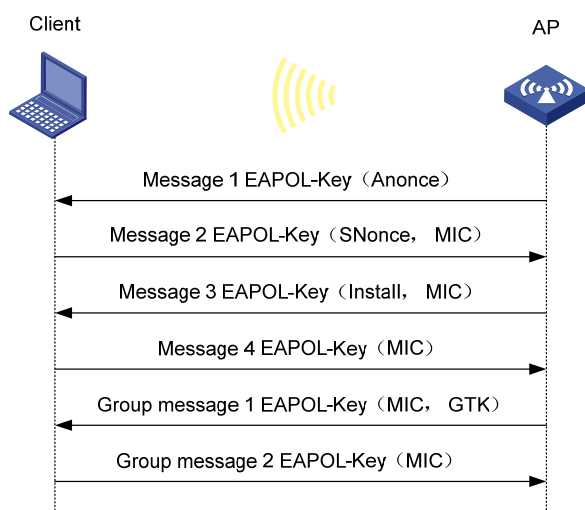 Client
AP
Message 1 EAPOL-Key（Anonce）
Message 2 EAPOL-Key（SNonce， MIC）
Message 3 EAPOL-Key（Install， MIC）
Message 4 EAPOL-Key（MIC）
Group message 1 EAPOL-Key（MIC， GTK）
Group message 2 EAPOL-Key（MIC）